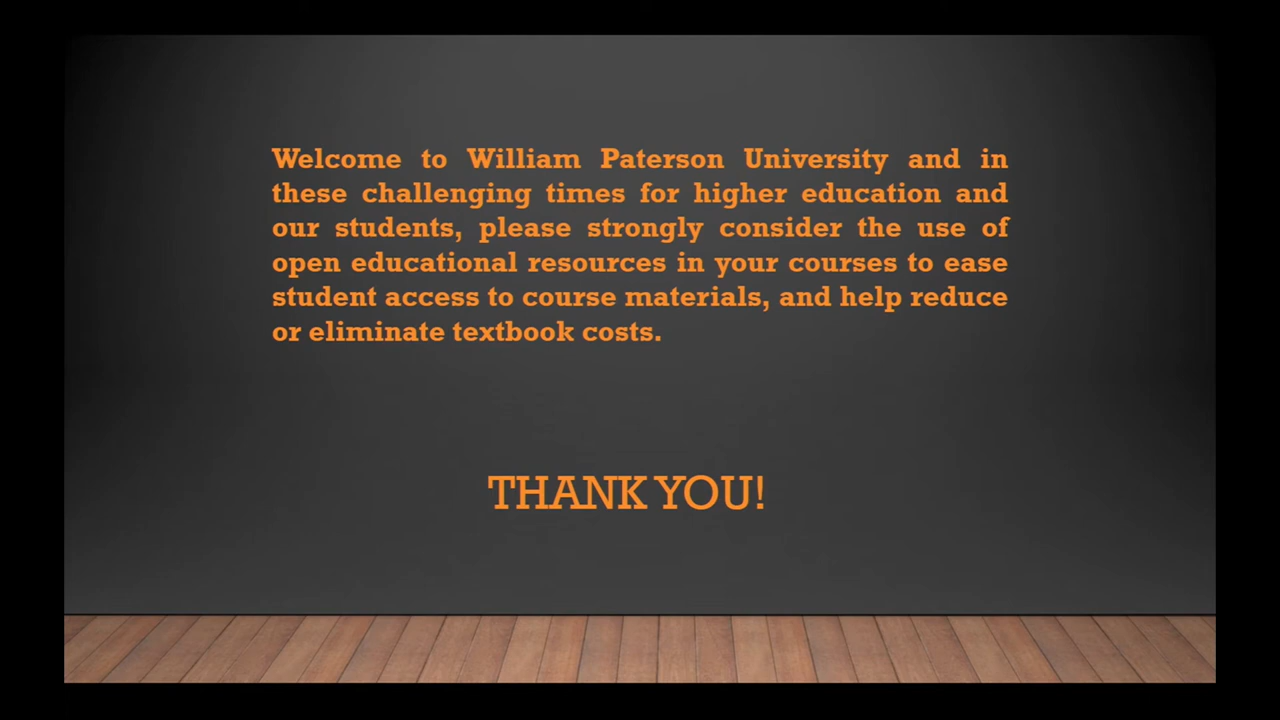 Welcome to William Paterson University and in
these challenging times for higher education and
our students, please strongly consider the use of
open educational resources in your courses to ease
student access to course materials, and help reduce
or eliminate textbook costs.
THANK YOU!